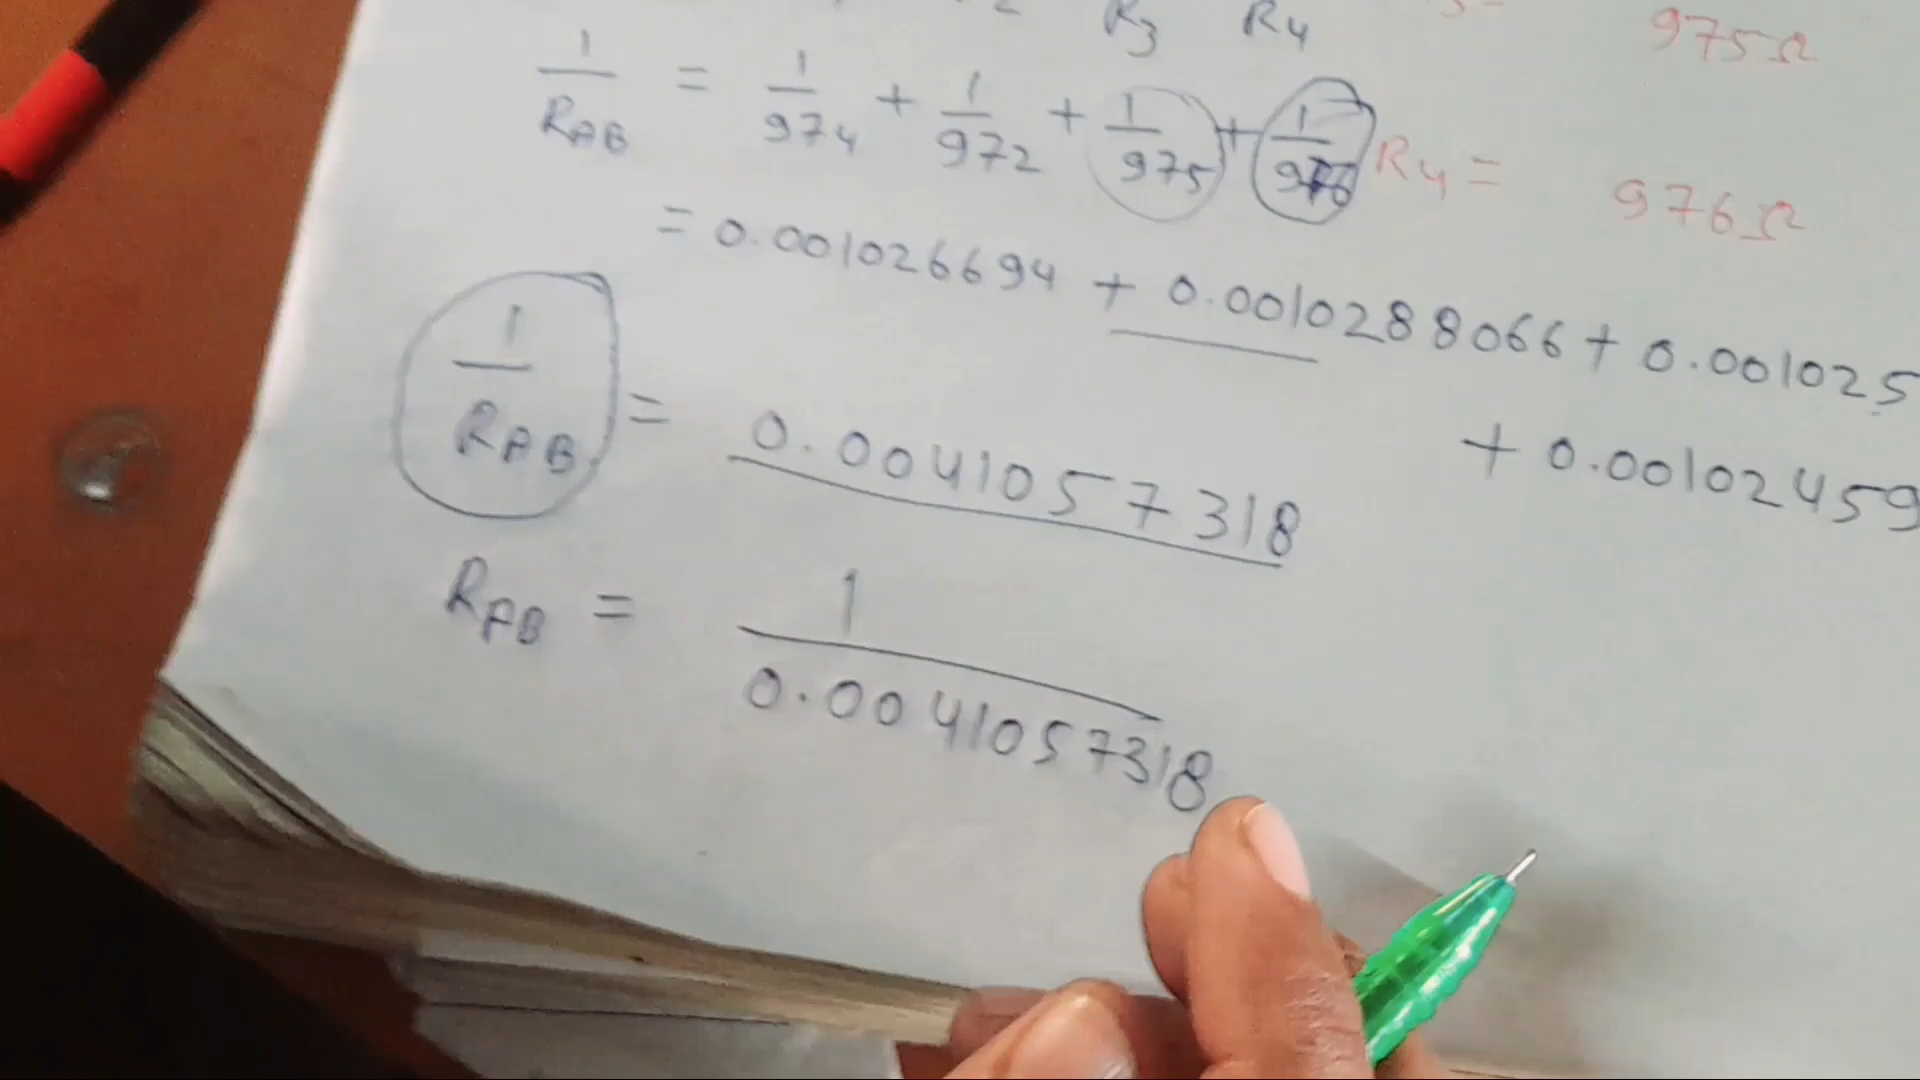 R3 R4 975Ω
1/RAB = 1/974 + 1/972 + 1/975 + 1/976 R4 = 976Ω
= 0.001026694 + 0.0010288066 + 0.001025
+ 0.00102459
1/RAB = 0.0041057318
RAB = 1/0.0041057318